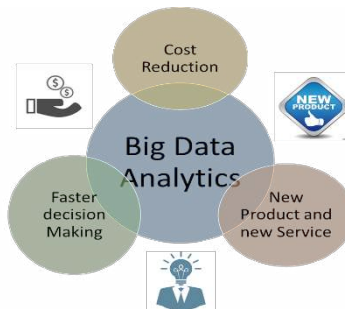 Cost
Reduction
$
$
NEW
PRODUCT
Big Data
Analytics
Faster
decision
Making
New
Product and
new Service